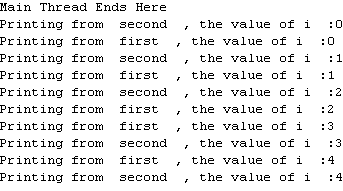 Main Thread Ends Here
Printing from  second  , the value of i  :0
Printing from  first  , the value of i  :0
Printing from  second  , the value of i  :1
Printing from  first  , the value of i  :1
Printing from  second  , the value of i  :2
Printing from  first  , the value of i  :2
Printing from  first  , the value of i  :3
Printing from  second  , the value of i  :3
Printing from  first  , the value of i  :4
Printing from  second  , the value of i  :4